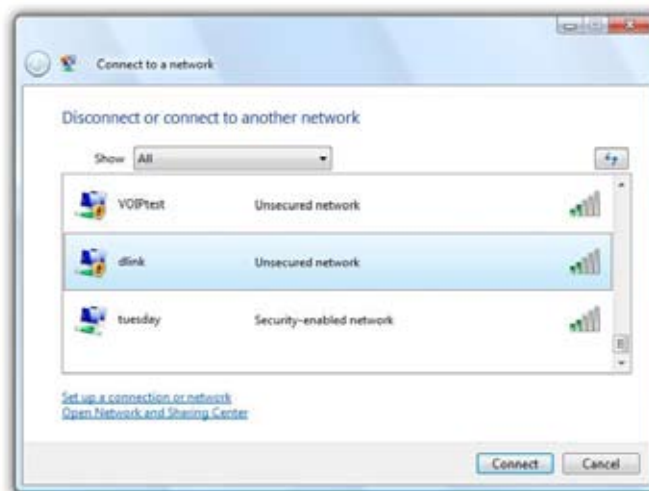 Connect to a network
Disconnect or connect to another network
Show All
VOIPtest Unsecured network
dlink Unsecured network
tuesday Security-enabled network
Set up a connection or network
Open Network and Sharing Center
Connect Cancel